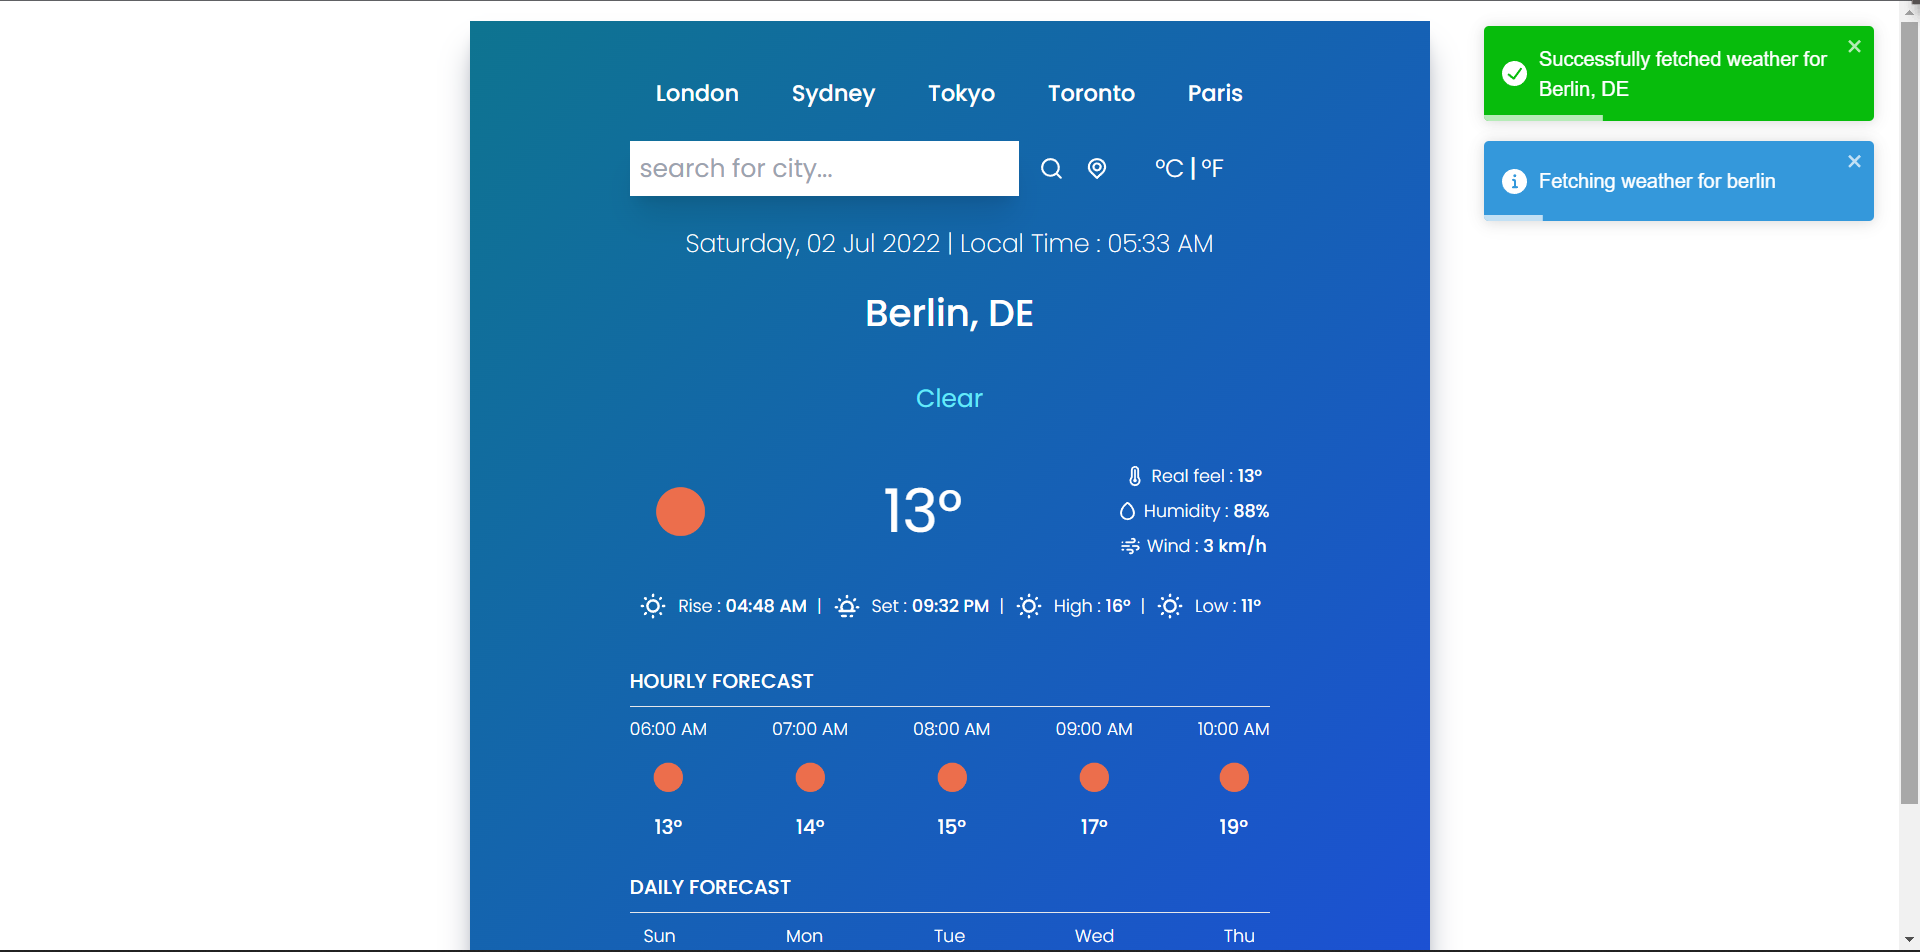 London Sydney Tokyo Toronto Paris
search for city...
°C | °F
Saturday, 02 Jul 2022 | Local Time : 05:33 AM
Berlin, DE
Clear
13°
Real feel : 13°
Humidity : 88%
Wind : 3 km/h
Rise : 04:48 AM | Set : 09:32 PM | High : 16° | Low : 11°
HOURLY FORECAST
06:00 AM 07:00 AM 08:00 AM 09:00 AM 10:00 AM
13° 14° 15° 17° 19°
DAILY FORECAST
Sun Mon Tue Wed Thu
Successfully fetched weather for
Berlin, DE
Fetching weather for berlin